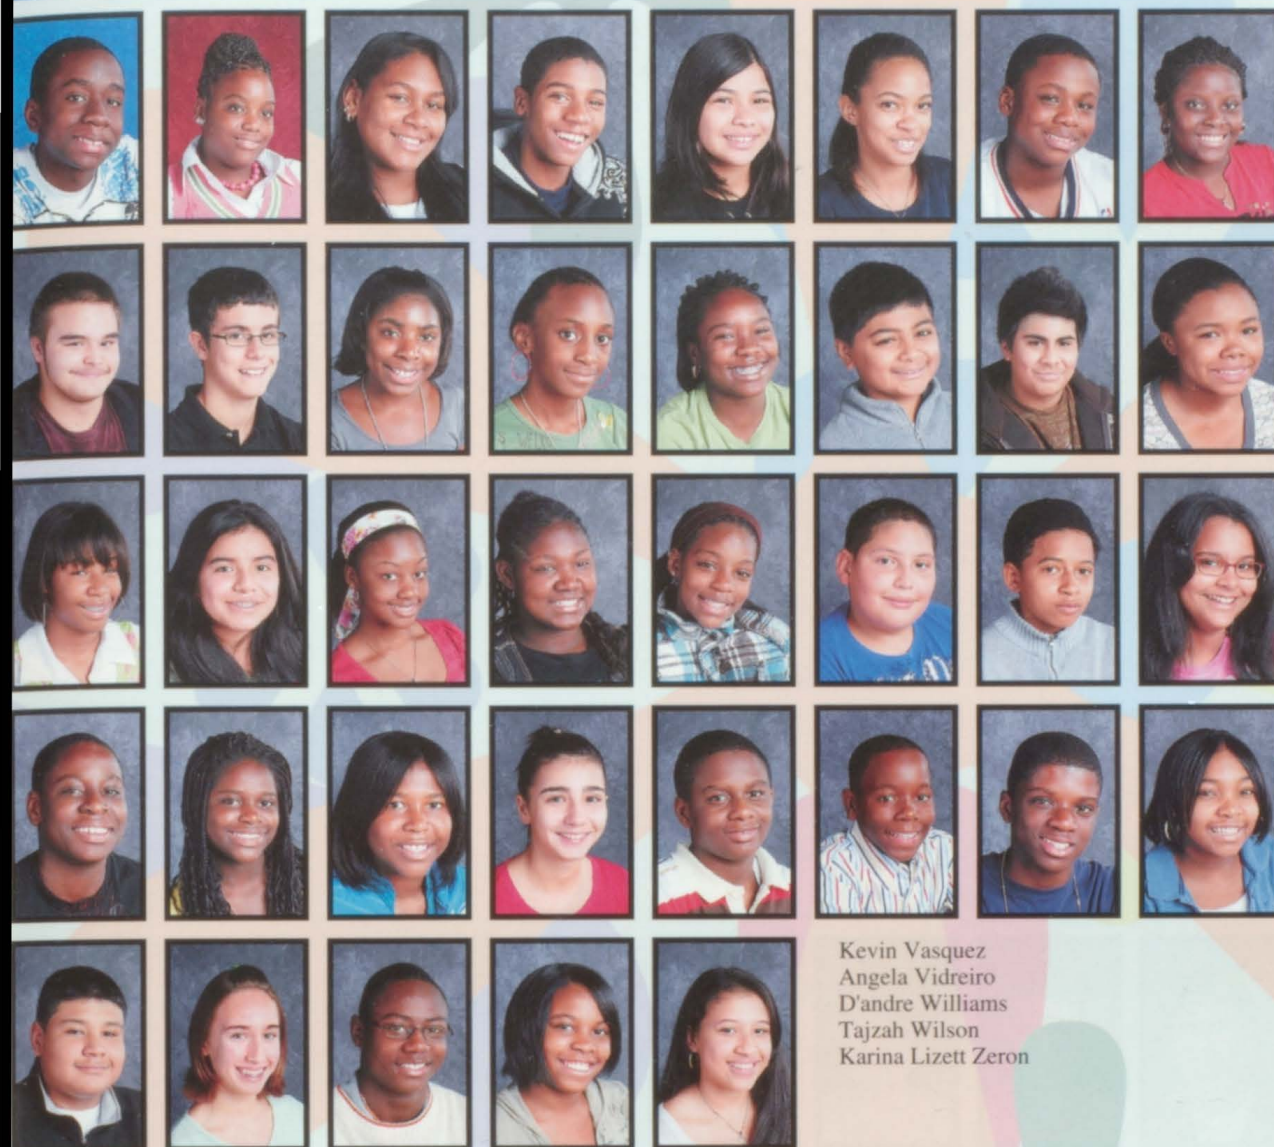 Kevin Vasquez
Angela Vidreiro
D'andre Williams
Tajzah Wilson
Karina Lizett Zeron